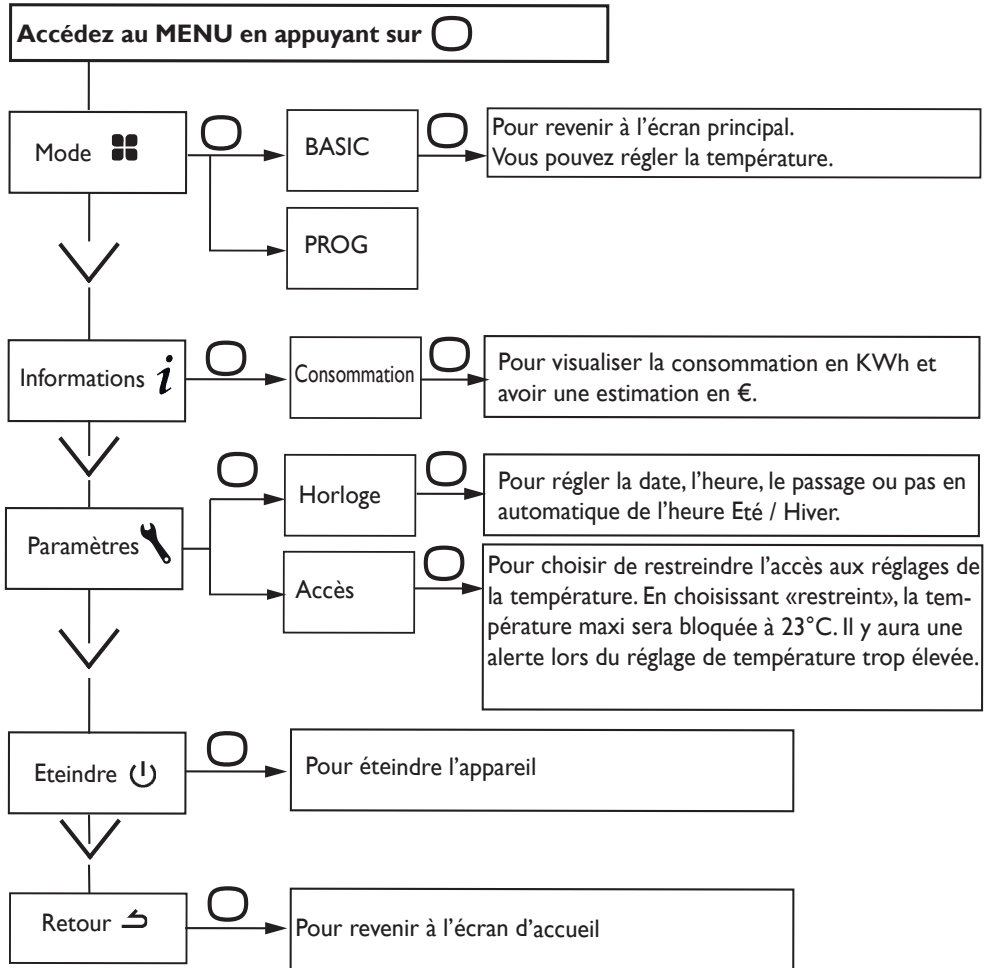 Accédez au MENU en appuyant sur
Mode
BASIC
Pour revenir à l'écran principal.
Vous pouvez régler la température.
PROG
Informations i
Consommation
Pour visualiser la consommation en KWh et
avoir une estimation en €.
Paramètres
Horloge
Pour régler la date, l'heure, le passage ou pas en
automatique de l'heure Eté / Hiver.
Accès
Pour choisir de restreindre l'accès aux réglages de
la température. En choisissant «restreint», la tem-
pérature maxi sera bloquée à 23°C. Il y aura une
alerte lors du réglage de température trop élevée.
Eteindre
Pour éteindre l'appareil
Retour
Pour revenir à l'écran d'accueil